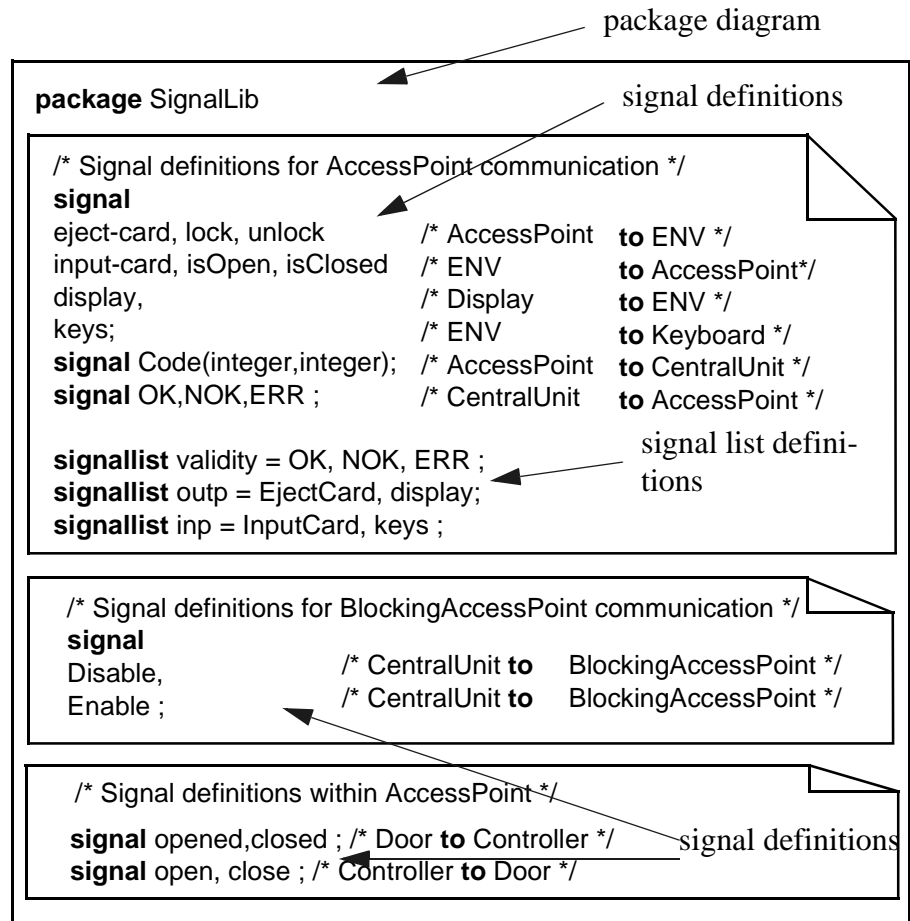 package diagram
package SignalLib
signal definitions
/* Signal definitions for AccessPoint communication */
signal
eject-card, lock, unlock /* AccessPoint to ENV */
input-card, isOpen, isClosed /* ENV to AccessPoint*/
display, /* Display to ENV */
keys; /* ENV to Keyboard */
signal Code(integer,integer); /* AccessPoint to CentralUnit */
signal OK,NOK,ERR ; /* CentralUnit to AccessPoint */
signal list defini-
tions
signallist validity = OK, NOK, ERR ;
signallist outp = EjectCard, display;
signallist inp = InputCard, keys ;
/* Signal definitions for BlockingAccessPoint communication */
signal
Disable, /* CentralUnit to BlockingAccessPoint */
Enable ; /* CentralUnit to BlockingAccessPoint */
/* Signal definitions within AccessPoint */
signal opened,closed ; /* Door to Controller */
signal open, close ; /* Controller to Door */
signal definitions